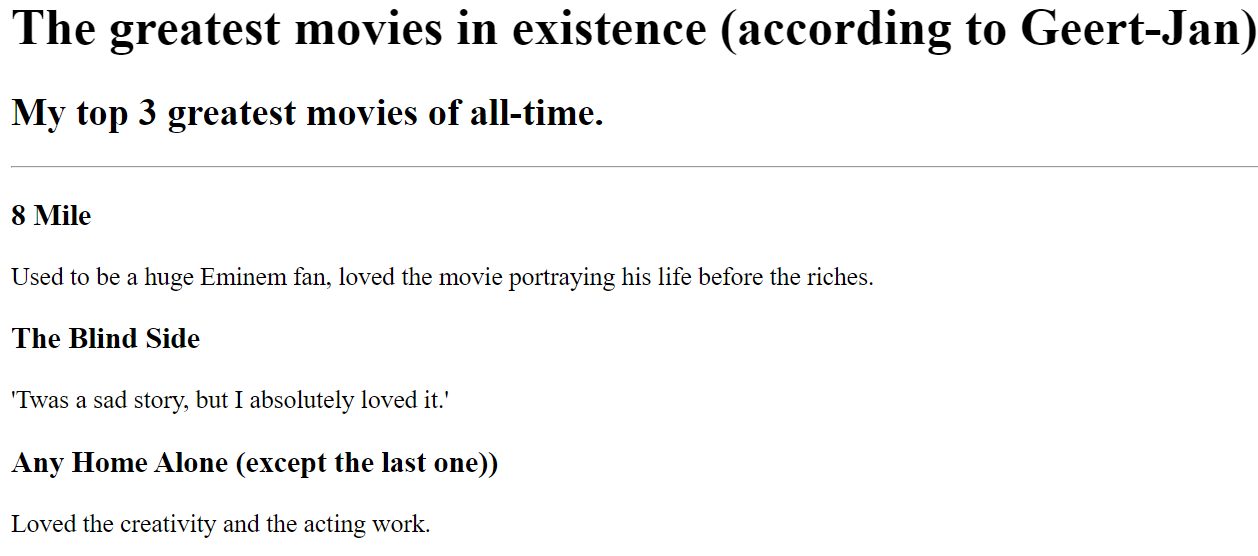 The greatest movies in existence (according to Geert-Jan)
My top 3 greatest movies of all-time.
8 Mile
Used to be a huge Eminem fan, loved the movie portraying his life before the riches.
The Blind Side
'Twas a sad story, but I absolutely loved it.'
Any Home Alone (except the last one))
Loved the creativity and the acting work.